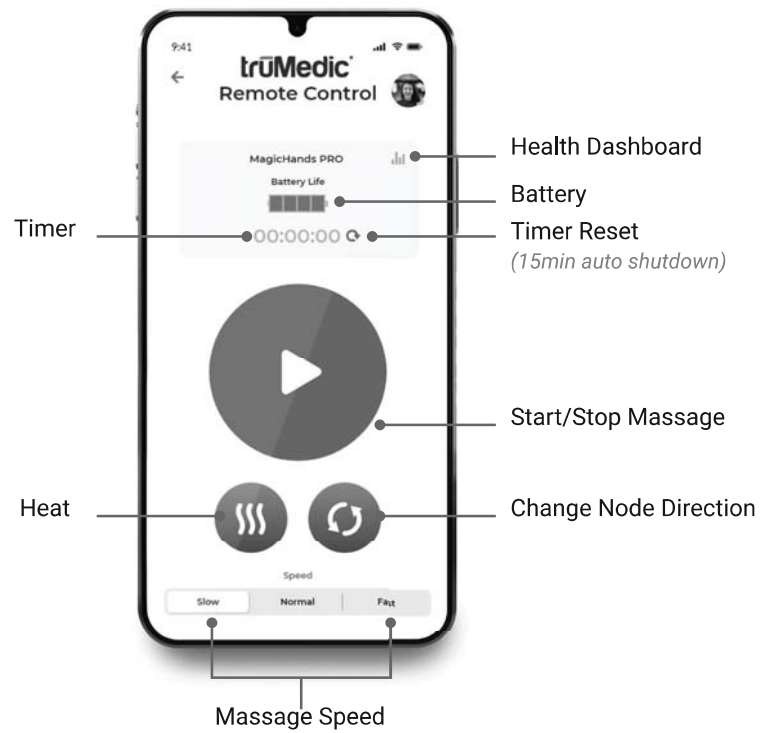 9:41
trūMedic
Remote Control
MagicHands PRO
Health Dashboard
Battery Life
Battery
Timer
00:00:00
Timer Reset
(15min auto shutdown)
Start/Stop Massage
Heat
Change Node Direction
Speed
Slow
Normal
Fast
Massage Speed